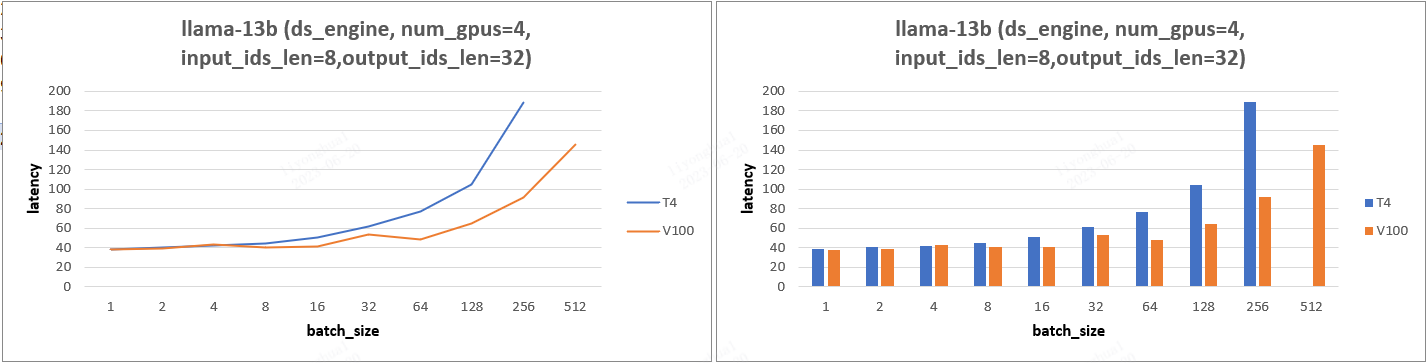 llama-13b (ds_engine, num_gpus=4,
input_ids_len=8,output_ids_len=32)
200
180
160
140
120
100
80
60
40
20
0
latency
1 2 4 8 16 32 64 128 256 512
batch_size
T4
V100
llama-13b (ds_engine, num_gpus=4,
input_ids_len=8,output_ids_len=32)
200
180
160
140
120
100
80
60
40
20
0
latency
1 2 4 8 16 32 64 128 256 512
batch_size
T4
V100